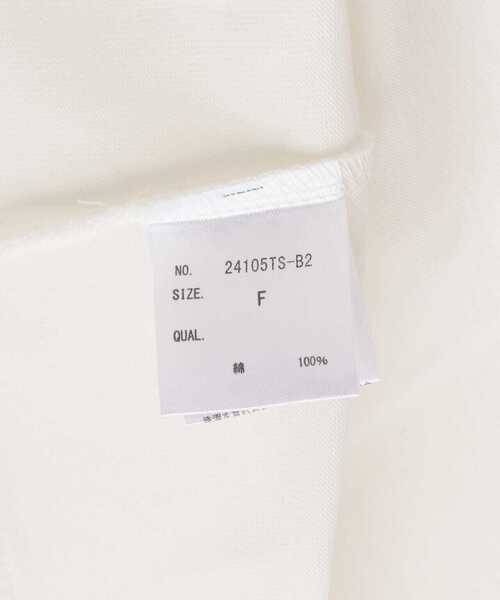 NO. 24105TS-B2
SIZE. F
QUAL.
綿 100%